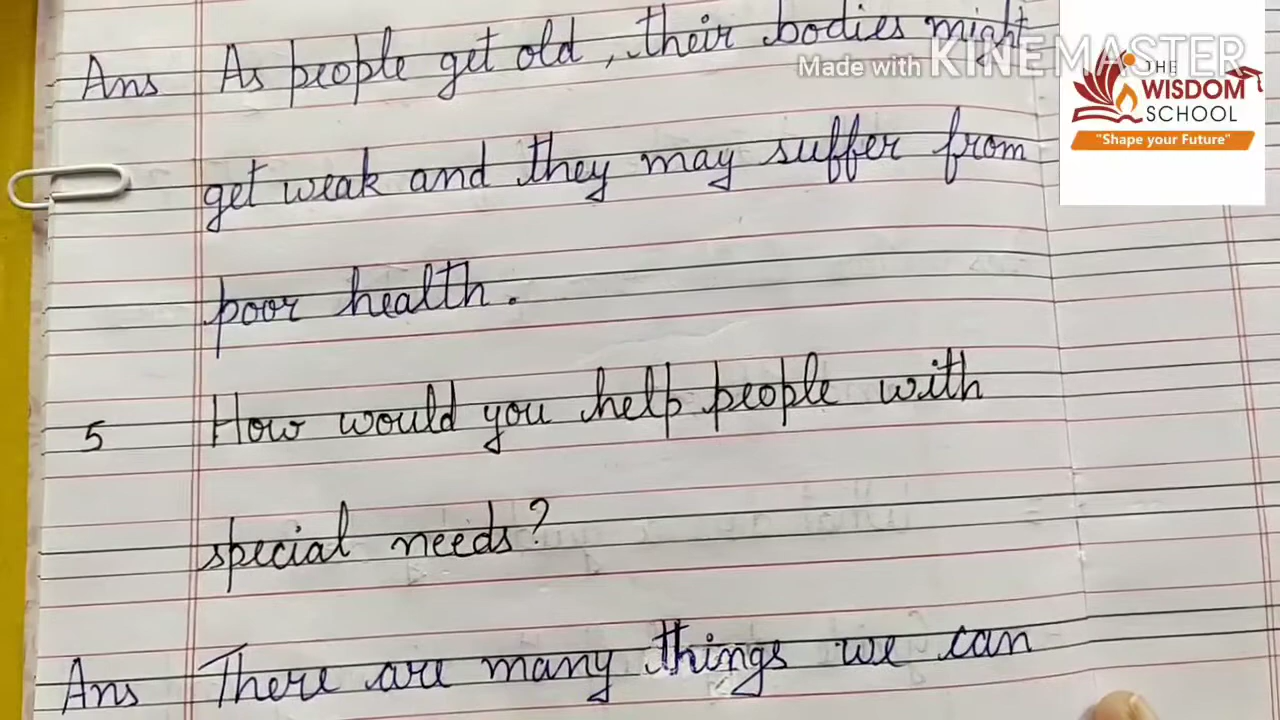 Ans As people get old, their bodies might
Made with KINEMASTER
THE
WISDOM
SCHOOL
"Shape your Future"
get weak and they may suffer from
poor health.
5 How would you help people with
special needs?
Ans There are many things we can